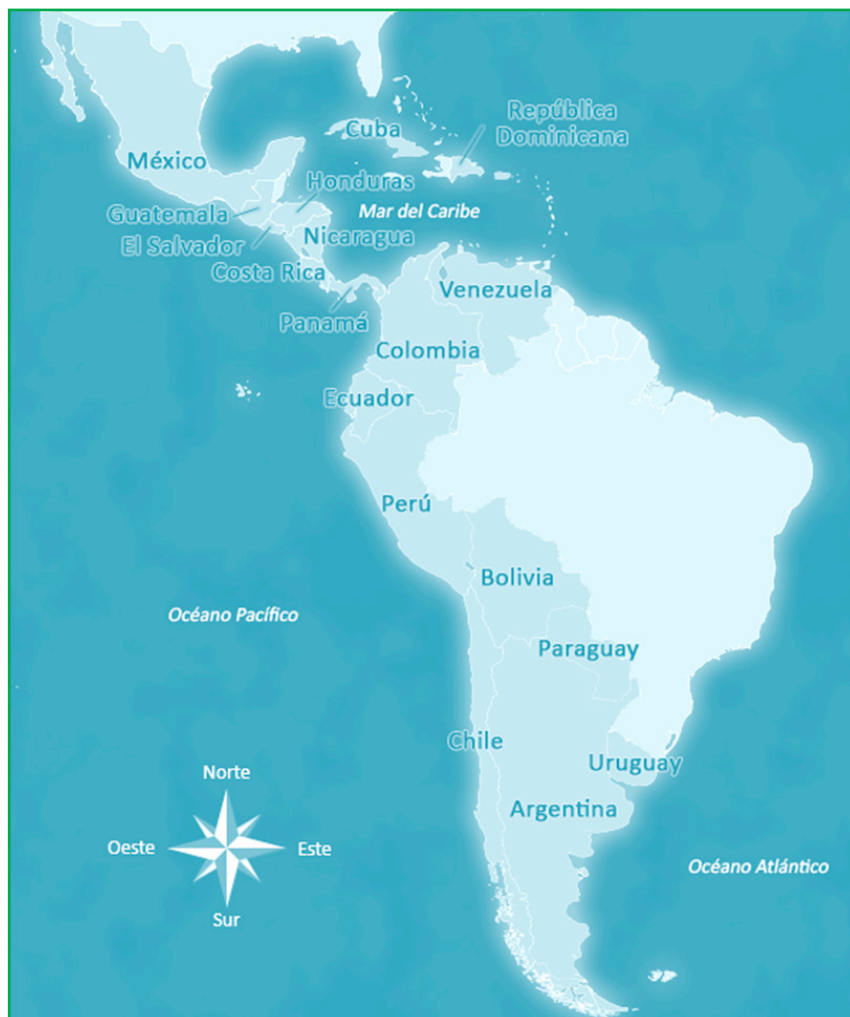 República
Dominicana
Cuba
México
Honduras
Guatemala
Mar del Caribe
El Salvador
Nicaragua
Costa Rica
Venezuela
Panamá
Colombia
Ecuador
Perú
Bolivia
Océano Pacífico
Paraguay
Chile
Uruguay
Norte
Argentina
Oeste
Este
Océano Atlántico
Sur